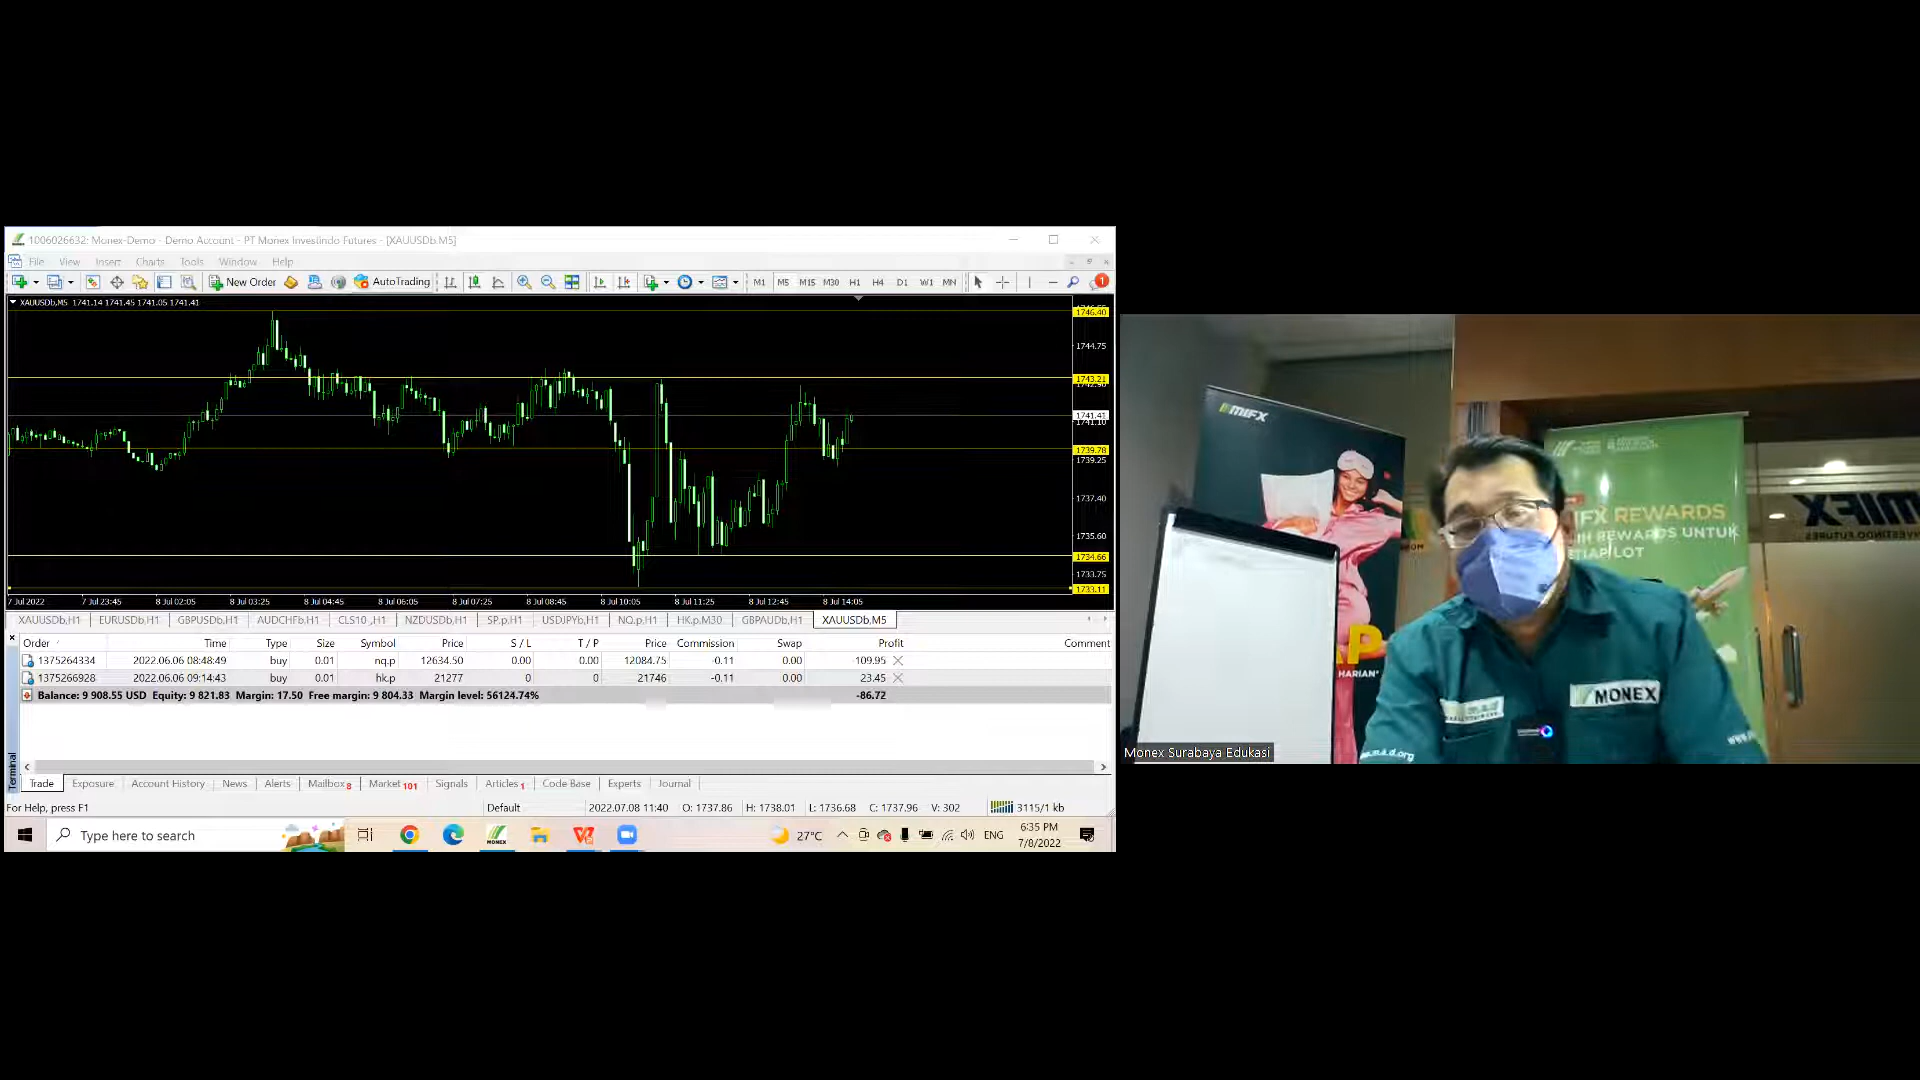 1006026632: Monex-Demo - Demo Account - PT Monex Investindo Futures - [XAUUSDb,M5]
File View Insert Charts Tools Window Help
New Order AutoTrading M1 M5 M15 M30 H1 H4 D1 W1 MN 1
XAUUSDb,M5 1741.14 1741.45 1741.05 1741.41
1746.40
1744.75
1743.21
1741.41
1741.10
1739.78
1739.25
1737.40
1735.60
1734.66
1733.75
1733.11
7 Jul 2022 7 Jul 23:45 8 Jul 02:05 8 Jul 03:25 8 Jul 04:45 8 Jul 06:05 8 Jul 07:25 8 Jul 08:45 8 Jul 10:05 8 Jul 11:25 8 Jul 12:45 8 Jul 14:05
XAUUSDb,H1 EURUSDb,H1 GBPUSDb,H1 AUDCHFb,H1 CLS10 ,H1 NZDUSDb,H1 SP.p,H1 USDJPYb,H1 NQ.p,H1 HK.p,M30 GBPAUDb,H1 XAUUSDb,M5
Order Time Type Size Symbol Price S / L T / P Price Commission Swap Profit Comment
1375264334 2022.06.06 08:48:49 buy 0.01 nq.p 12634.50 0.00 0.00 12084.75 -0.11 0.00 -109.95
1375266928 2022.06.06 09:14:43 buy 0.01 hk.p 21277 0 0 21746 -0.11 0.00 23.45
Balance: 9 908.55 USD Equity: 9 821.83 Margin: 17.50 Free margin: 9 804.33 Margin level: 56124.74% -86.72
Terminal
Trade Exposure Account History News Alerts Mailbox 8 Market 101 Signals Articles 1 Code Base Experts Journal
For Help, press F1 Default 2022.07.08 11:40 O: 1737.86 H: 1738.01 L: 1736.68 C: 1737.96 V: 302 3115/1 kb
Type here to search MONEX 27°C ENG 6:35 PM
7/8/2022
MIFX
REWARDS
REWARDS UNTUK
LOT
MIFX
HARIAN*
MONEX
Monex Surabaya Edukasi